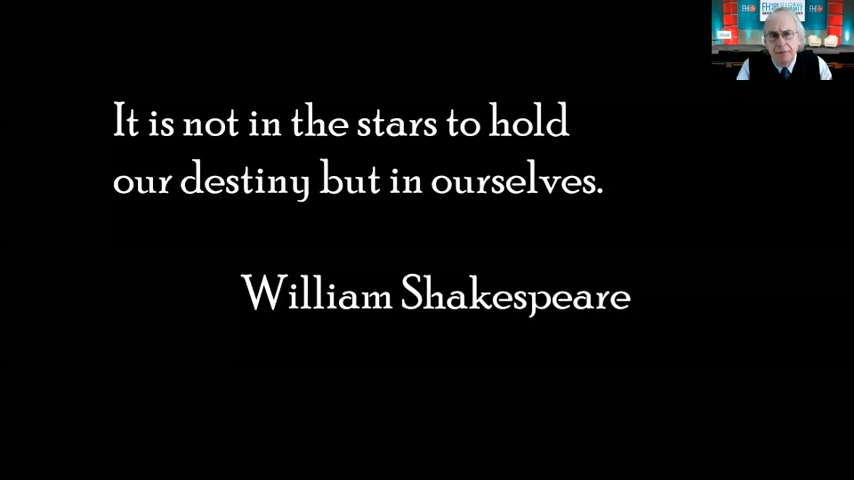 It is not in the stars to hold
our destiny but in ourselves.
William Shakespeare